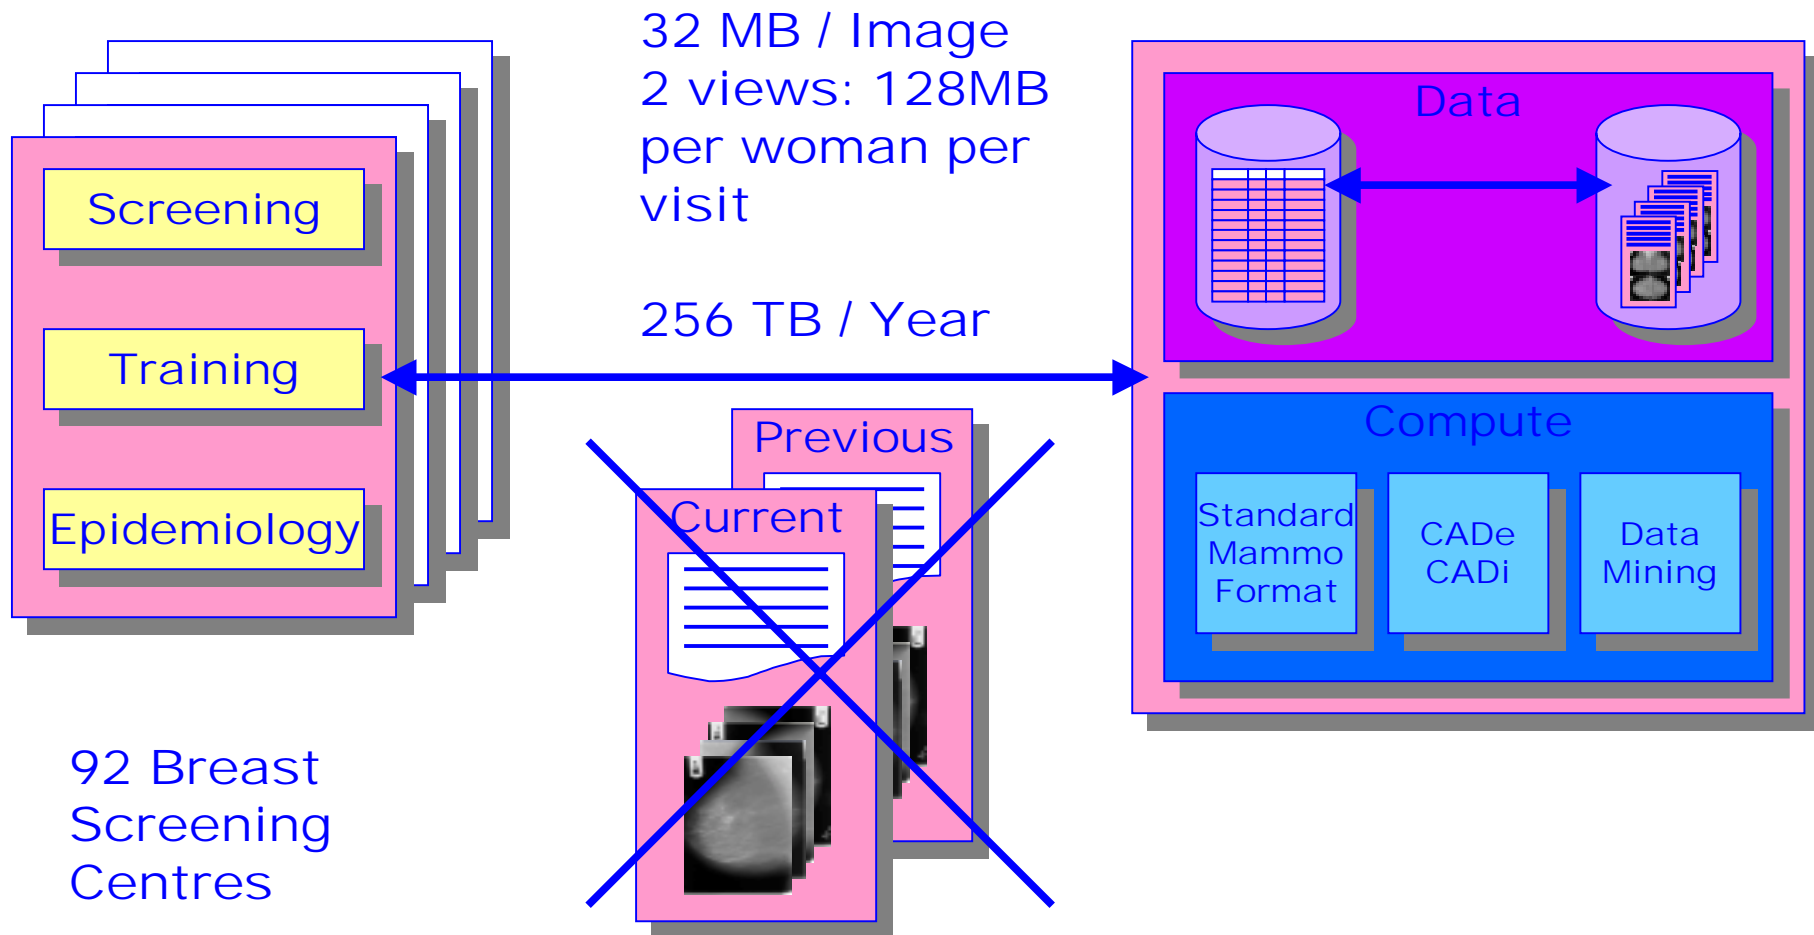 32 MB / Image
2 views: 128MB
per woman per
visit
256 TB / Year
Screening
Training
Epidemiology
92 Breast
Screening
Centres
Previous
Current
Data
Compute
Standard
Mammo
Format
CADe
CADi
Data
Mining